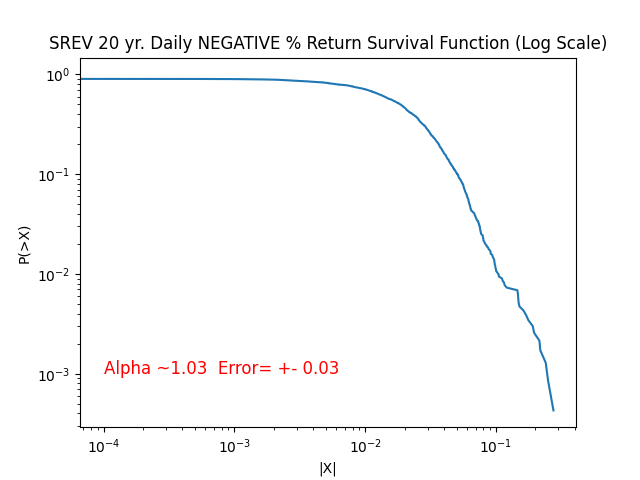 SREV 20 yr. Daily NEGATIVE % Return Survival Function (Log Scale)
10⁰
10⁻¹
10⁻²
10⁻³
P(>X)
Alpha ~1.03  Error= +- 0.03
10⁻⁴ 10⁻³ 10⁻² 10⁻¹
|X|